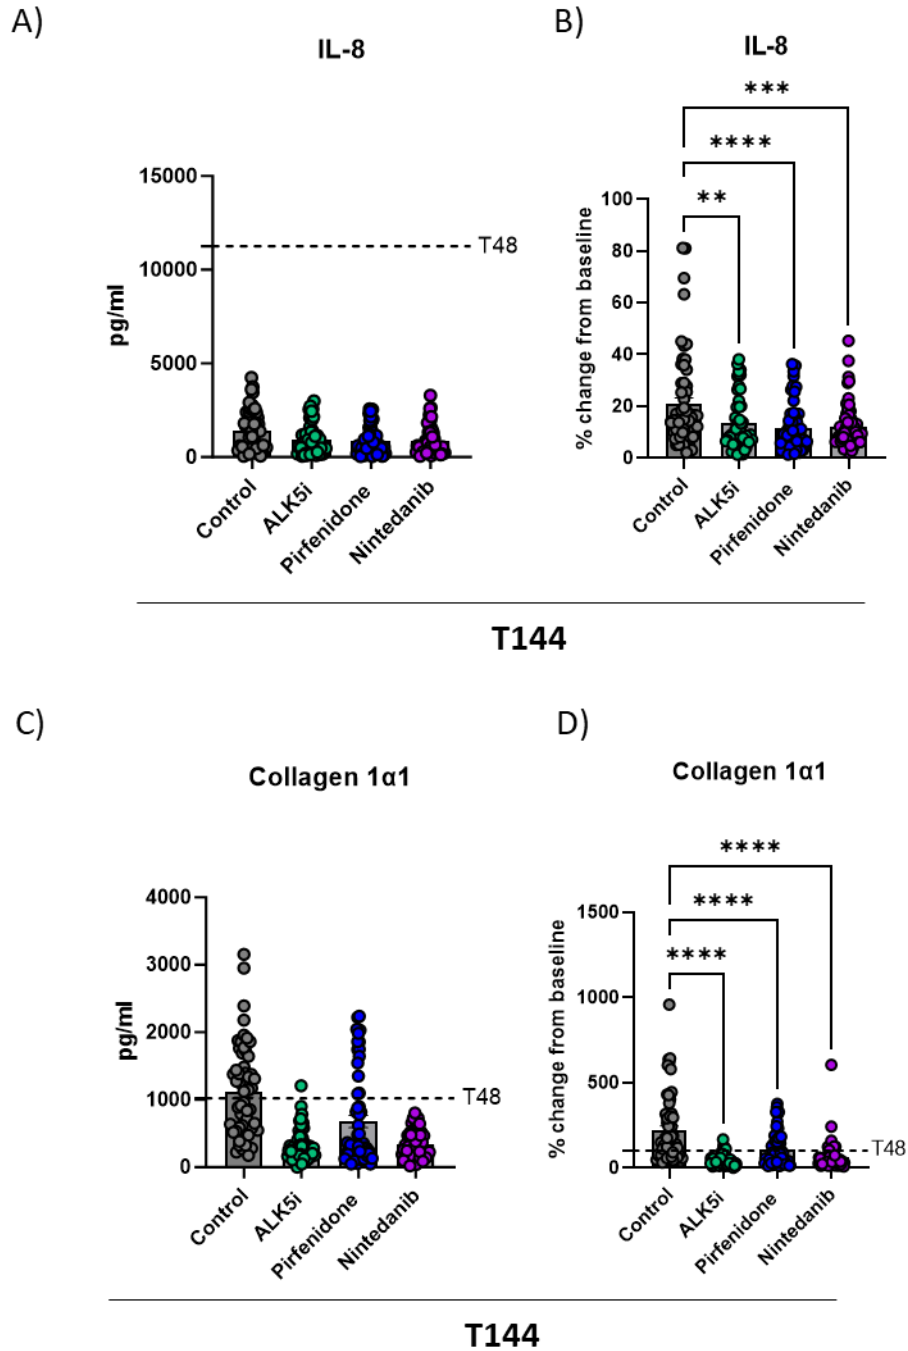 A)
IL-8
pg/ml
15000
10000
5000
0
T48
Control
ALK5i
Pirfenidone
Nintedanib
B)
IL-8
***
****
**
% change from baseline
100
80
60
40
20
0
Control
ALK5i
Pirfenidone
Nintedanib
T144
C)
Collagen 1α1
pg/ml
4000
3000
2000
1000
0
T48
Control
ALK5i
Pirfenidone
Nintedanib
D)
Collagen 1α1
****
****
****
% change from baseline
1500
1000
500
0
T48
Control
ALK5i
Pirfenidone
Nintedanib
T144